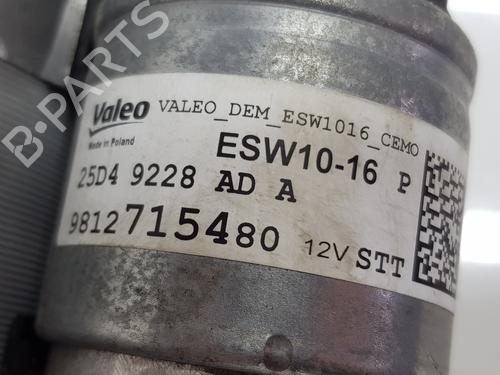 B-PARTS
Valeo
Made in Poland
VALEO_DEM_ESW1016_CEMO
ESW10-16 P
25D4 9228 AD A
9812715480 12V STT